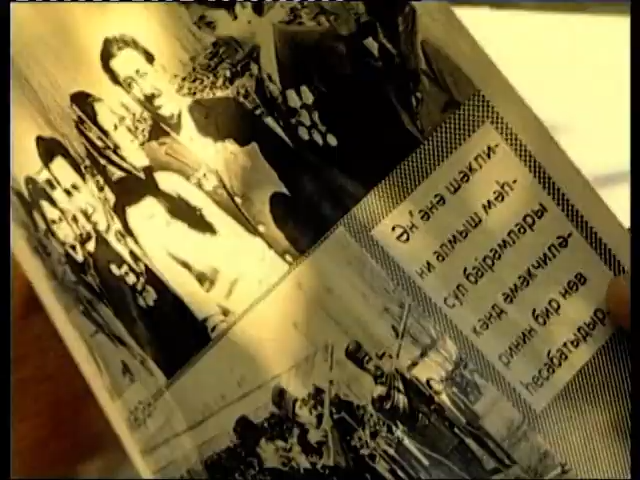 Ән'әнә шәкли-
ни алмыш мәһ-
сул бајрамлары
кәнд әмәкчилә-
ринин бир нөв
һесабатыдыр.